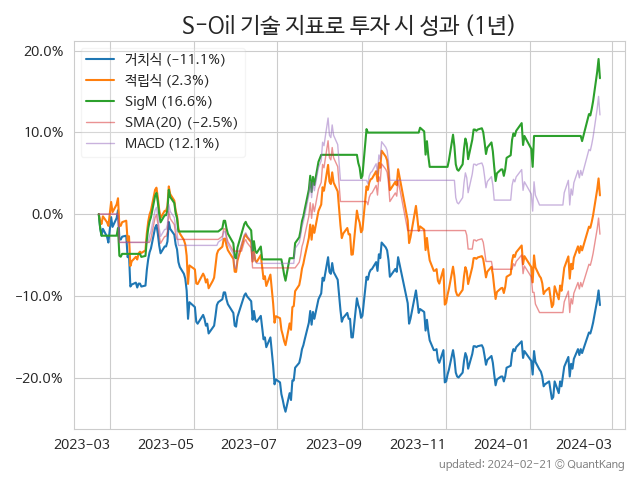 S-Oil 기술 지표로 투자 시 성과 (1년)
20.0%
10.0%
0.0%
−10.0%
−20.0%
거치식 (−11.1%)
적립식 (2.3%)
SigM (16.6%)
SMA(20) (−2.5%)
MACD (12.1%)
2023-03 2023-05 2023-07 2023-09 2023-11 2024-01 2024-03
updated: 2024-02-21 © QuantKang